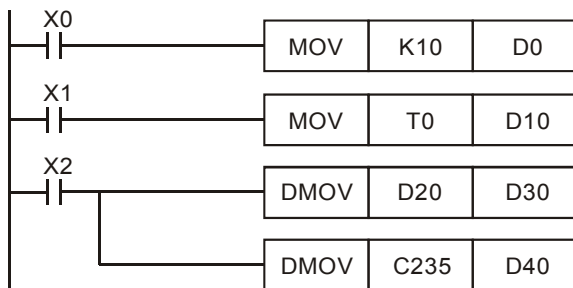 X0
MOV K10 D0
X1
MOV T0 D10
X2
DMOV D20 D30
DMOV C235 D40